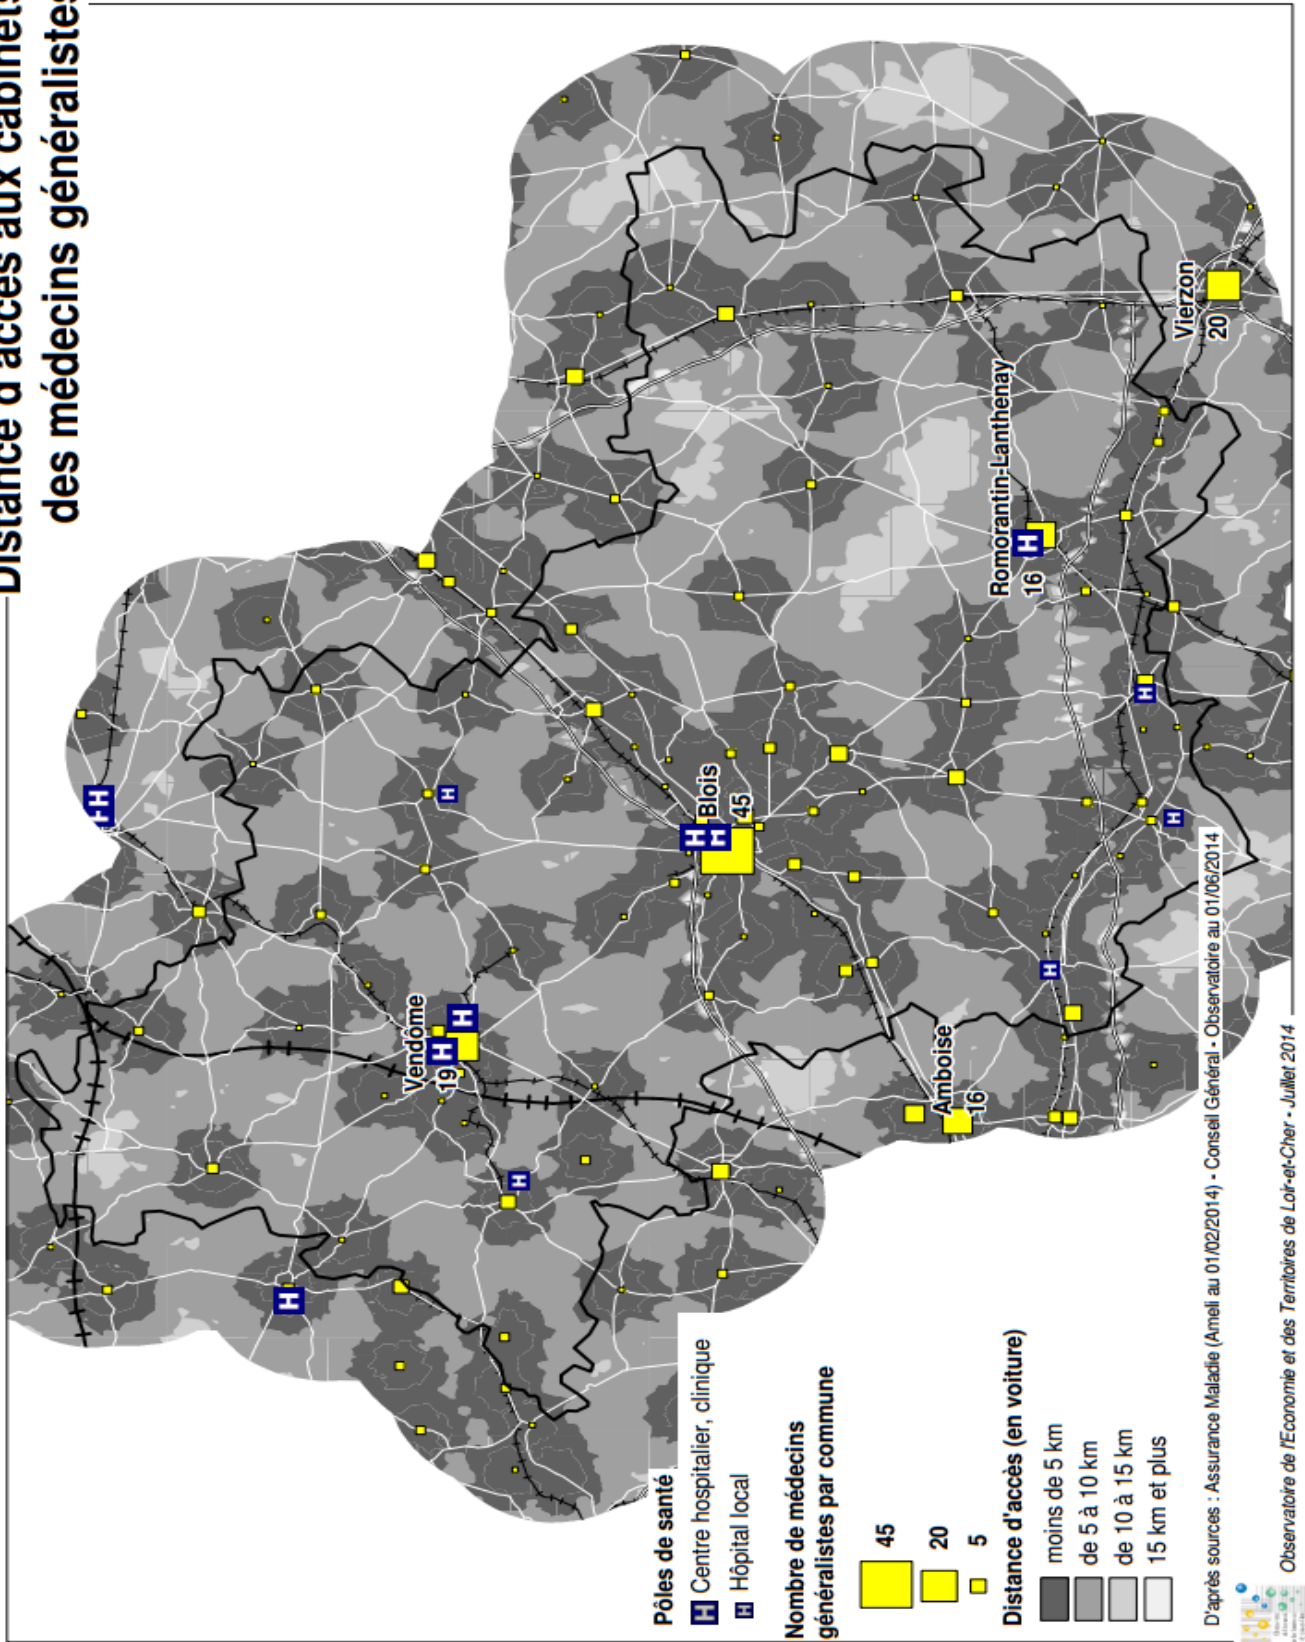 Distance d'accès aux cabinets
des médecins généralistes
Vendôme
19
Blois
45
Amboise
16
Romorantin-Lanthenay
16
Vierzon
20
H
H
H
H
H
H
H
H
H
H
H
H
Pôles de santé
H Centre hospitalier, clinique
H Hôpital local
Nombre de médecins
généralistes par commune
45
20
5
Distance d'accès (en voiture)
moins de 5 km
de 5 à 10 km
de 10 à 15 km
15 km et plus
D'après sources : Assurance Maladie (Ameli au 01/02/2014) - Conseil Général - Observatoire au 01/06/2014
Observatoire de l'Economie et des Territoires de Loir-et-Cher - Juillet 2014